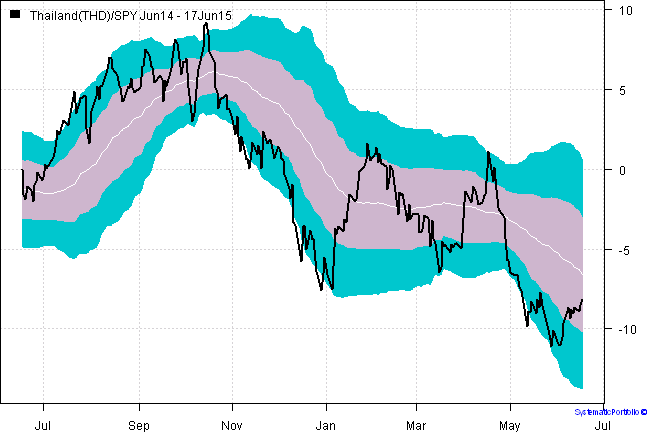 Thailand(THD)/SPY Jun14 - 17Jun15
10
5
0
-5
-10
Jul
Sep
Nov
Jan
Mar
May
Jul
SystematicPortfolio ©